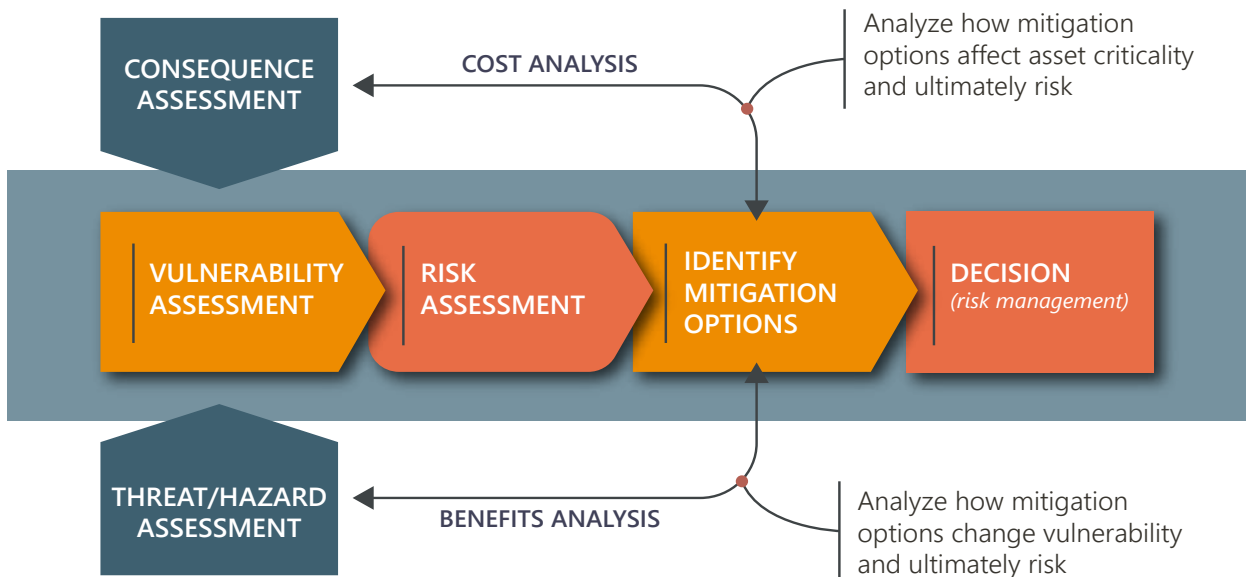 CONSEQUENCE
ASSESSMENT
COST ANALYSIS
Analyze how mitigation
options affect asset criticality
and ultimately risk
VULNERABILITY
ASSESSMENT
RISK
ASSESSMENT
IDENTIFY
MITIGATION
OPTIONS
DECISION
(risk management)
THREAT/HAZARD
ASSESSMENT
BENEFITS ANALYSIS
Analyze how mitigation
options change vulnerability
and ultimately risk